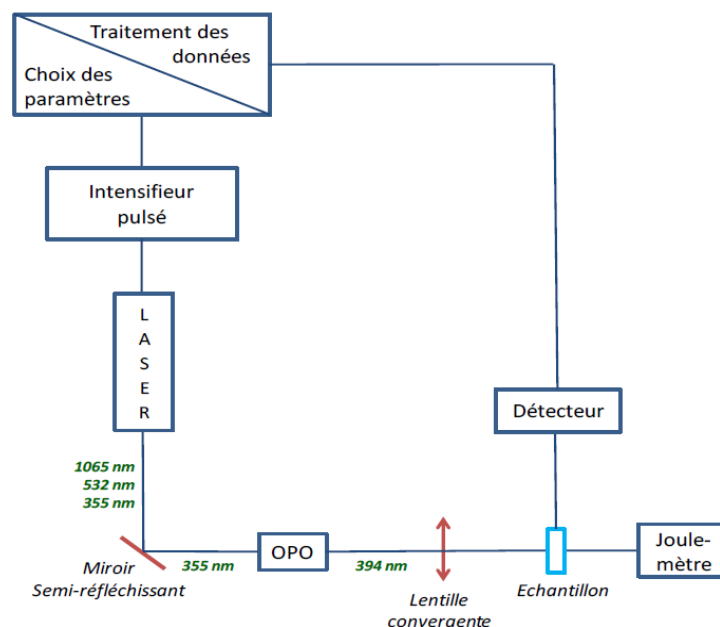 Traitement des
données
Choix des
paramètres
Intensifieur
pulsé
L
A
S
E
R
Détecteur
1065 nm
532 nm
355 nm
OPO
Joule-
mètre
355 nm
394 nm
Miroir
Semi-réfléchissant
Lentille
convergente
Echantillon